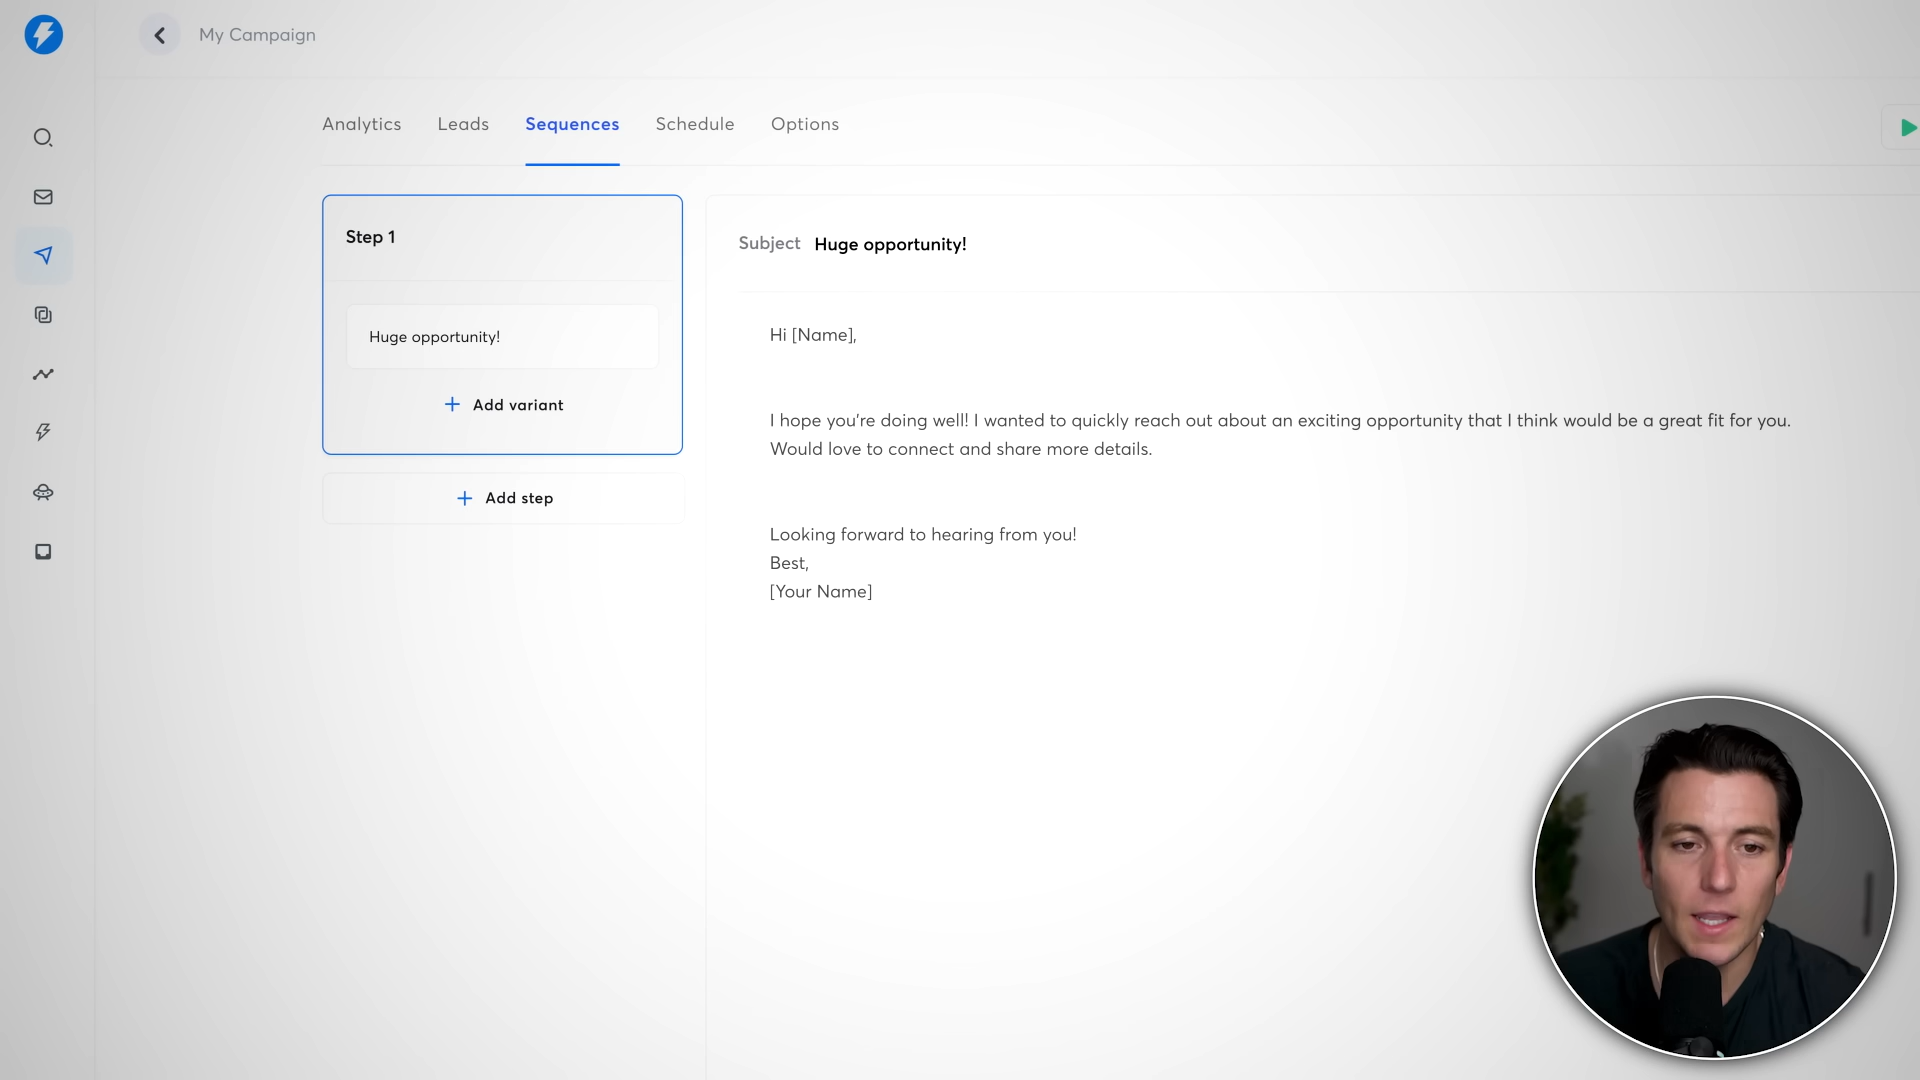 My Campaign
Analytics
Leads
Sequences
Schedule
Options
Step 1
Huge opportunity!
Add variant
Add step
Subject Huge opportunity!
Hi [Name],
I hope you're doing well! I wanted to quickly reach out about an exciting opportunity that I think would be a great fit for you.
Would love to connect and share more details.
Looking forward to hearing from you!
Best,
[Your Name]